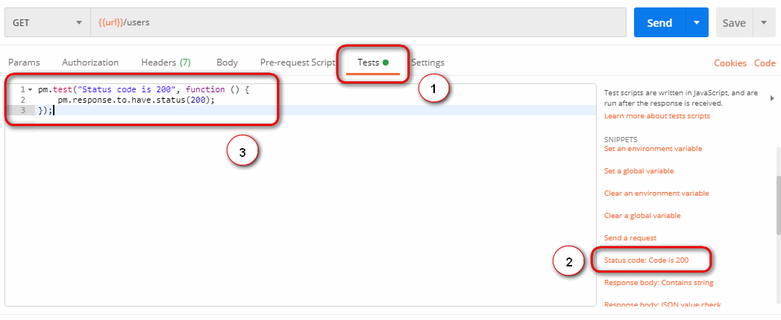 GET
{{url}}/users
Send
Save
Params
Authorization
Headers (7)
Body
Pre-request Script
Tests
Settings
Cookies
Code
1
1 pm.test("Status code is 200", function () {
2 pm.response.to.have.status(200);
3 });
3
Test scripts are written in JavaScript, and are
run after the response is received.
Learn more about tests scripts
SNIPPETS
Set an environment variable
Set a global variable
Clear an environment variable
Clear a global variable
Send a request
2
Status code: Code is 200
Response body: Contains string
Response body: JSON value check